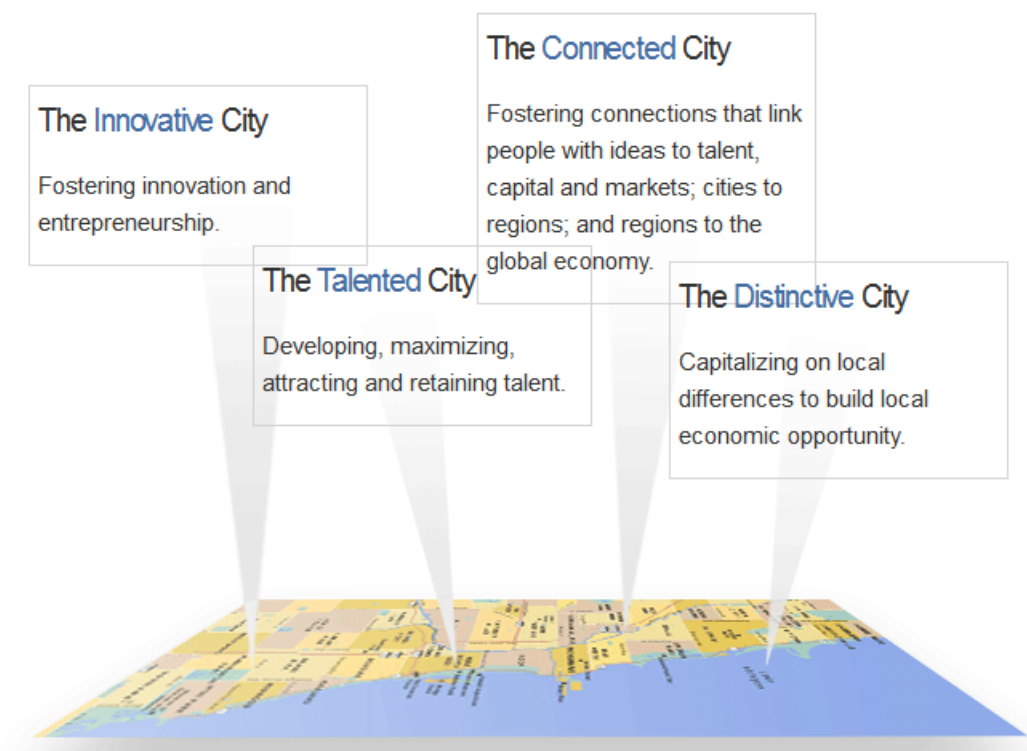 The Innovative City
Fostering innovation and
entrepreneurship.
The Talented City
Developing, maximizing,
attracting and retaining talent.
The Connected City
Fostering connections that link
people with ideas to talent,
capital and markets; cities to
regions; and regions to the
global economy.
The Distinctive City
Capitalizing on local
differences to build local
economic opportunity.